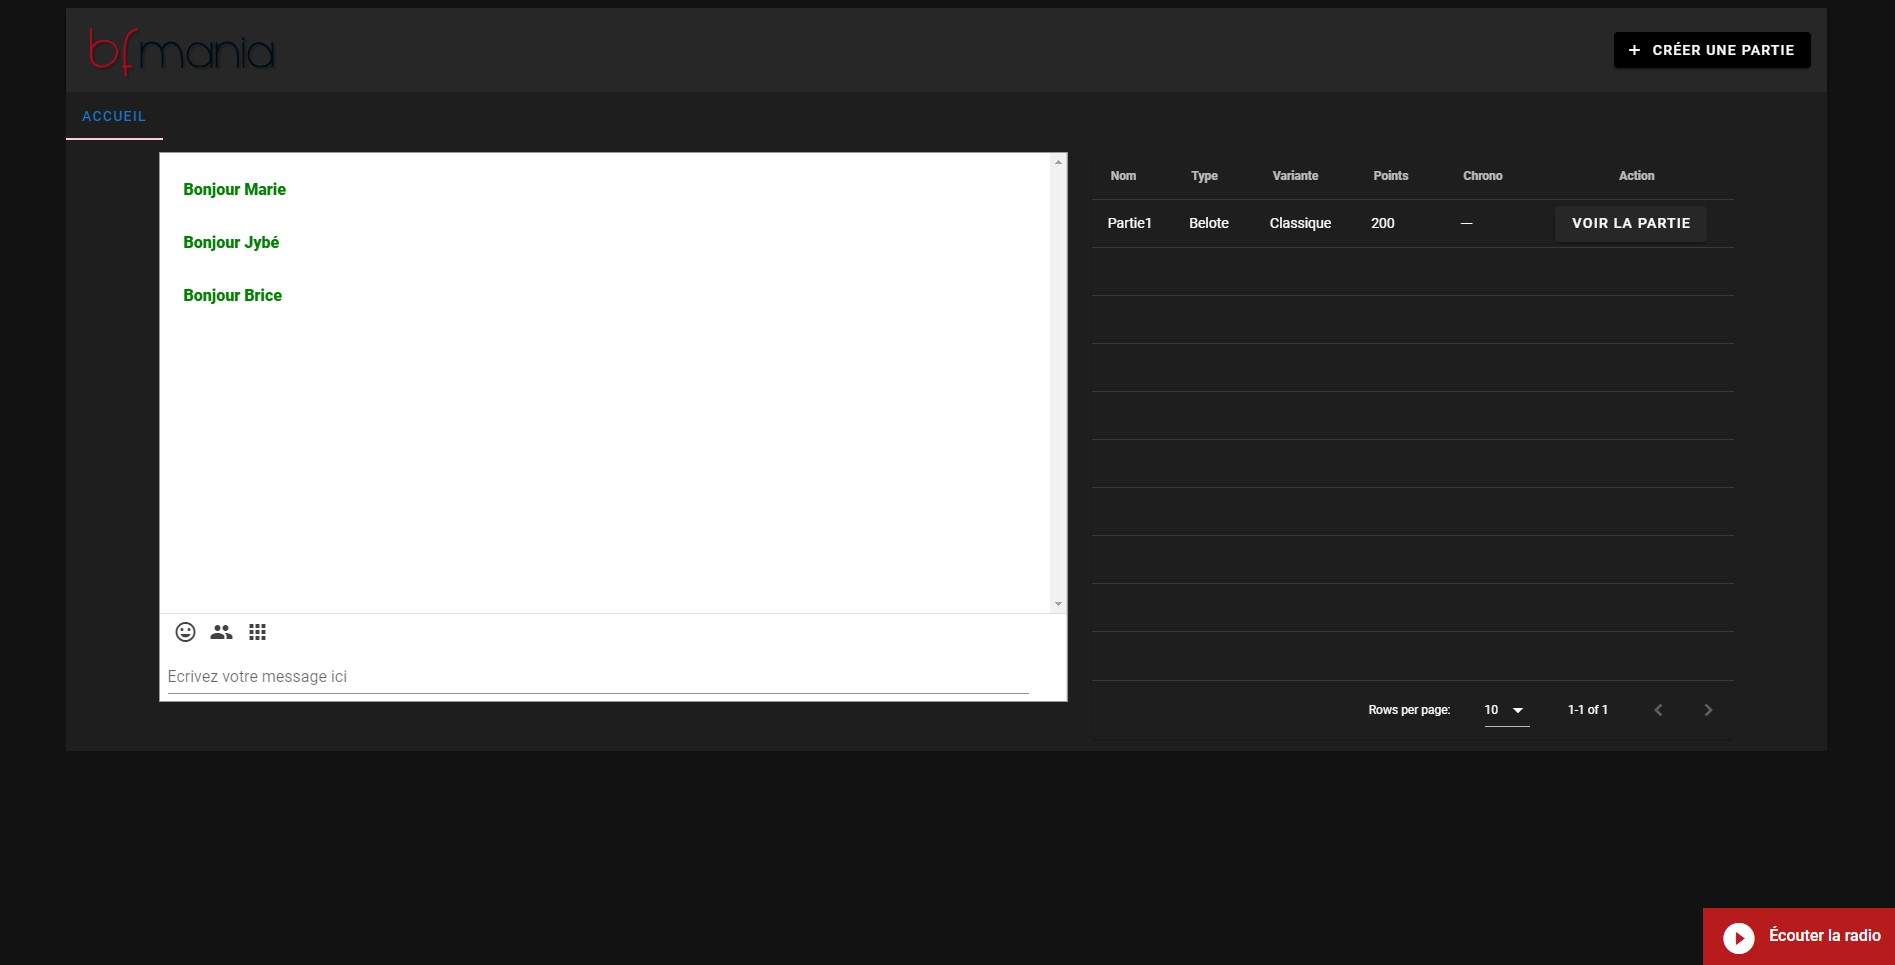 bfmania
+ CRÉER UNE PARTIE
ACCUEIL
Bonjour Marie
Bonjour Jybé
Bonjour Brice
Ecrivez votre message ici
Nom Type Variante Points Chrono Action
Partie1 Belote Classique 200 — VOIR LA PARTIE
Rows per page: 10 1-1 of 1
Écouter la radio